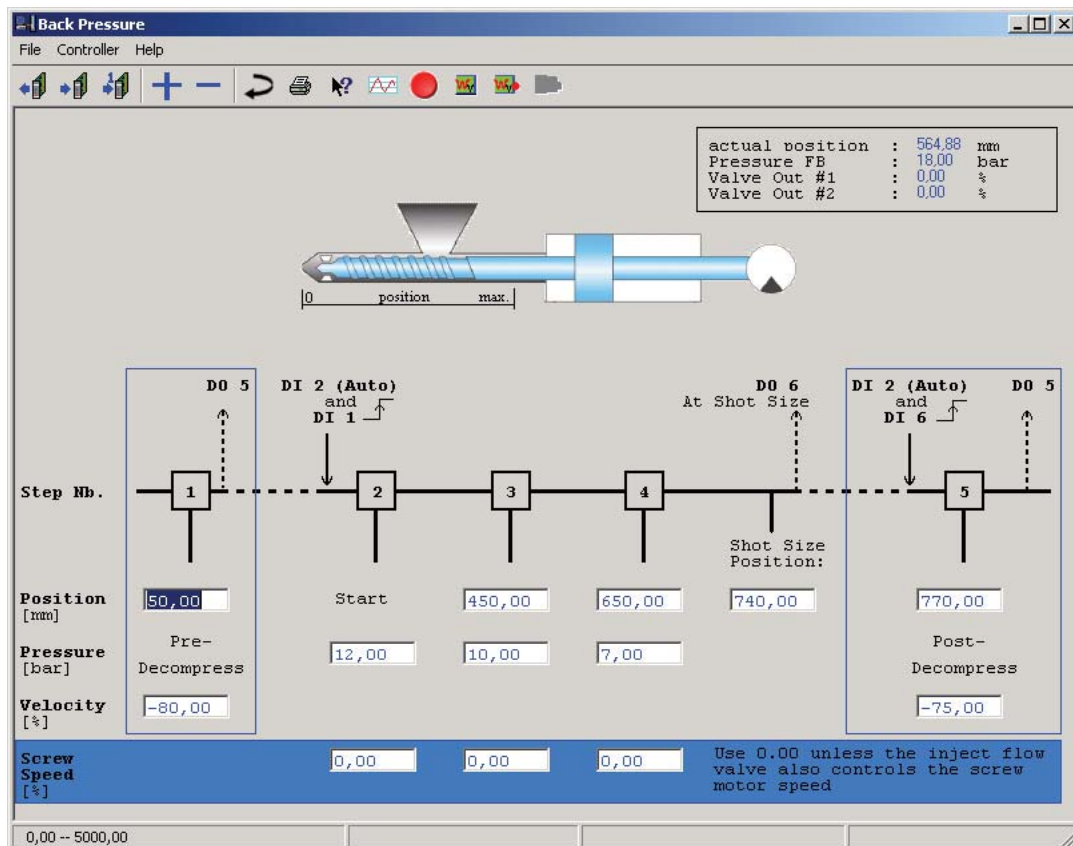 Back Pressure
File Controller Help
actual position : 564,88 mm
Pressure FB : 18,00 bar
Valve Out #1 : 0,00 %
Valve Out #2 : 0,00 %
0 position max.
DO 5
DI 2 (Auto)
and
DI 1
DO 6
At Shot Size
DI 2 (Auto)
and
DI 6
DO 5
Step Nb. 1 2 3 4 5
Shot Size
Position:
Position
[mm]
50,00 Start 450,00 650,00 740,00 770,00
Pressure
[bar]
Pre-
Decompress
12,00 10,00 7,00
Post-
Decompress
Velocity
[%]
-80,00 -75,00
Screw
Speed
[%]
0,00 0,00 0,00
Use 0.00 unless the inject flow
valve also controls the screw
motor speed
0,00 -- 5000,00